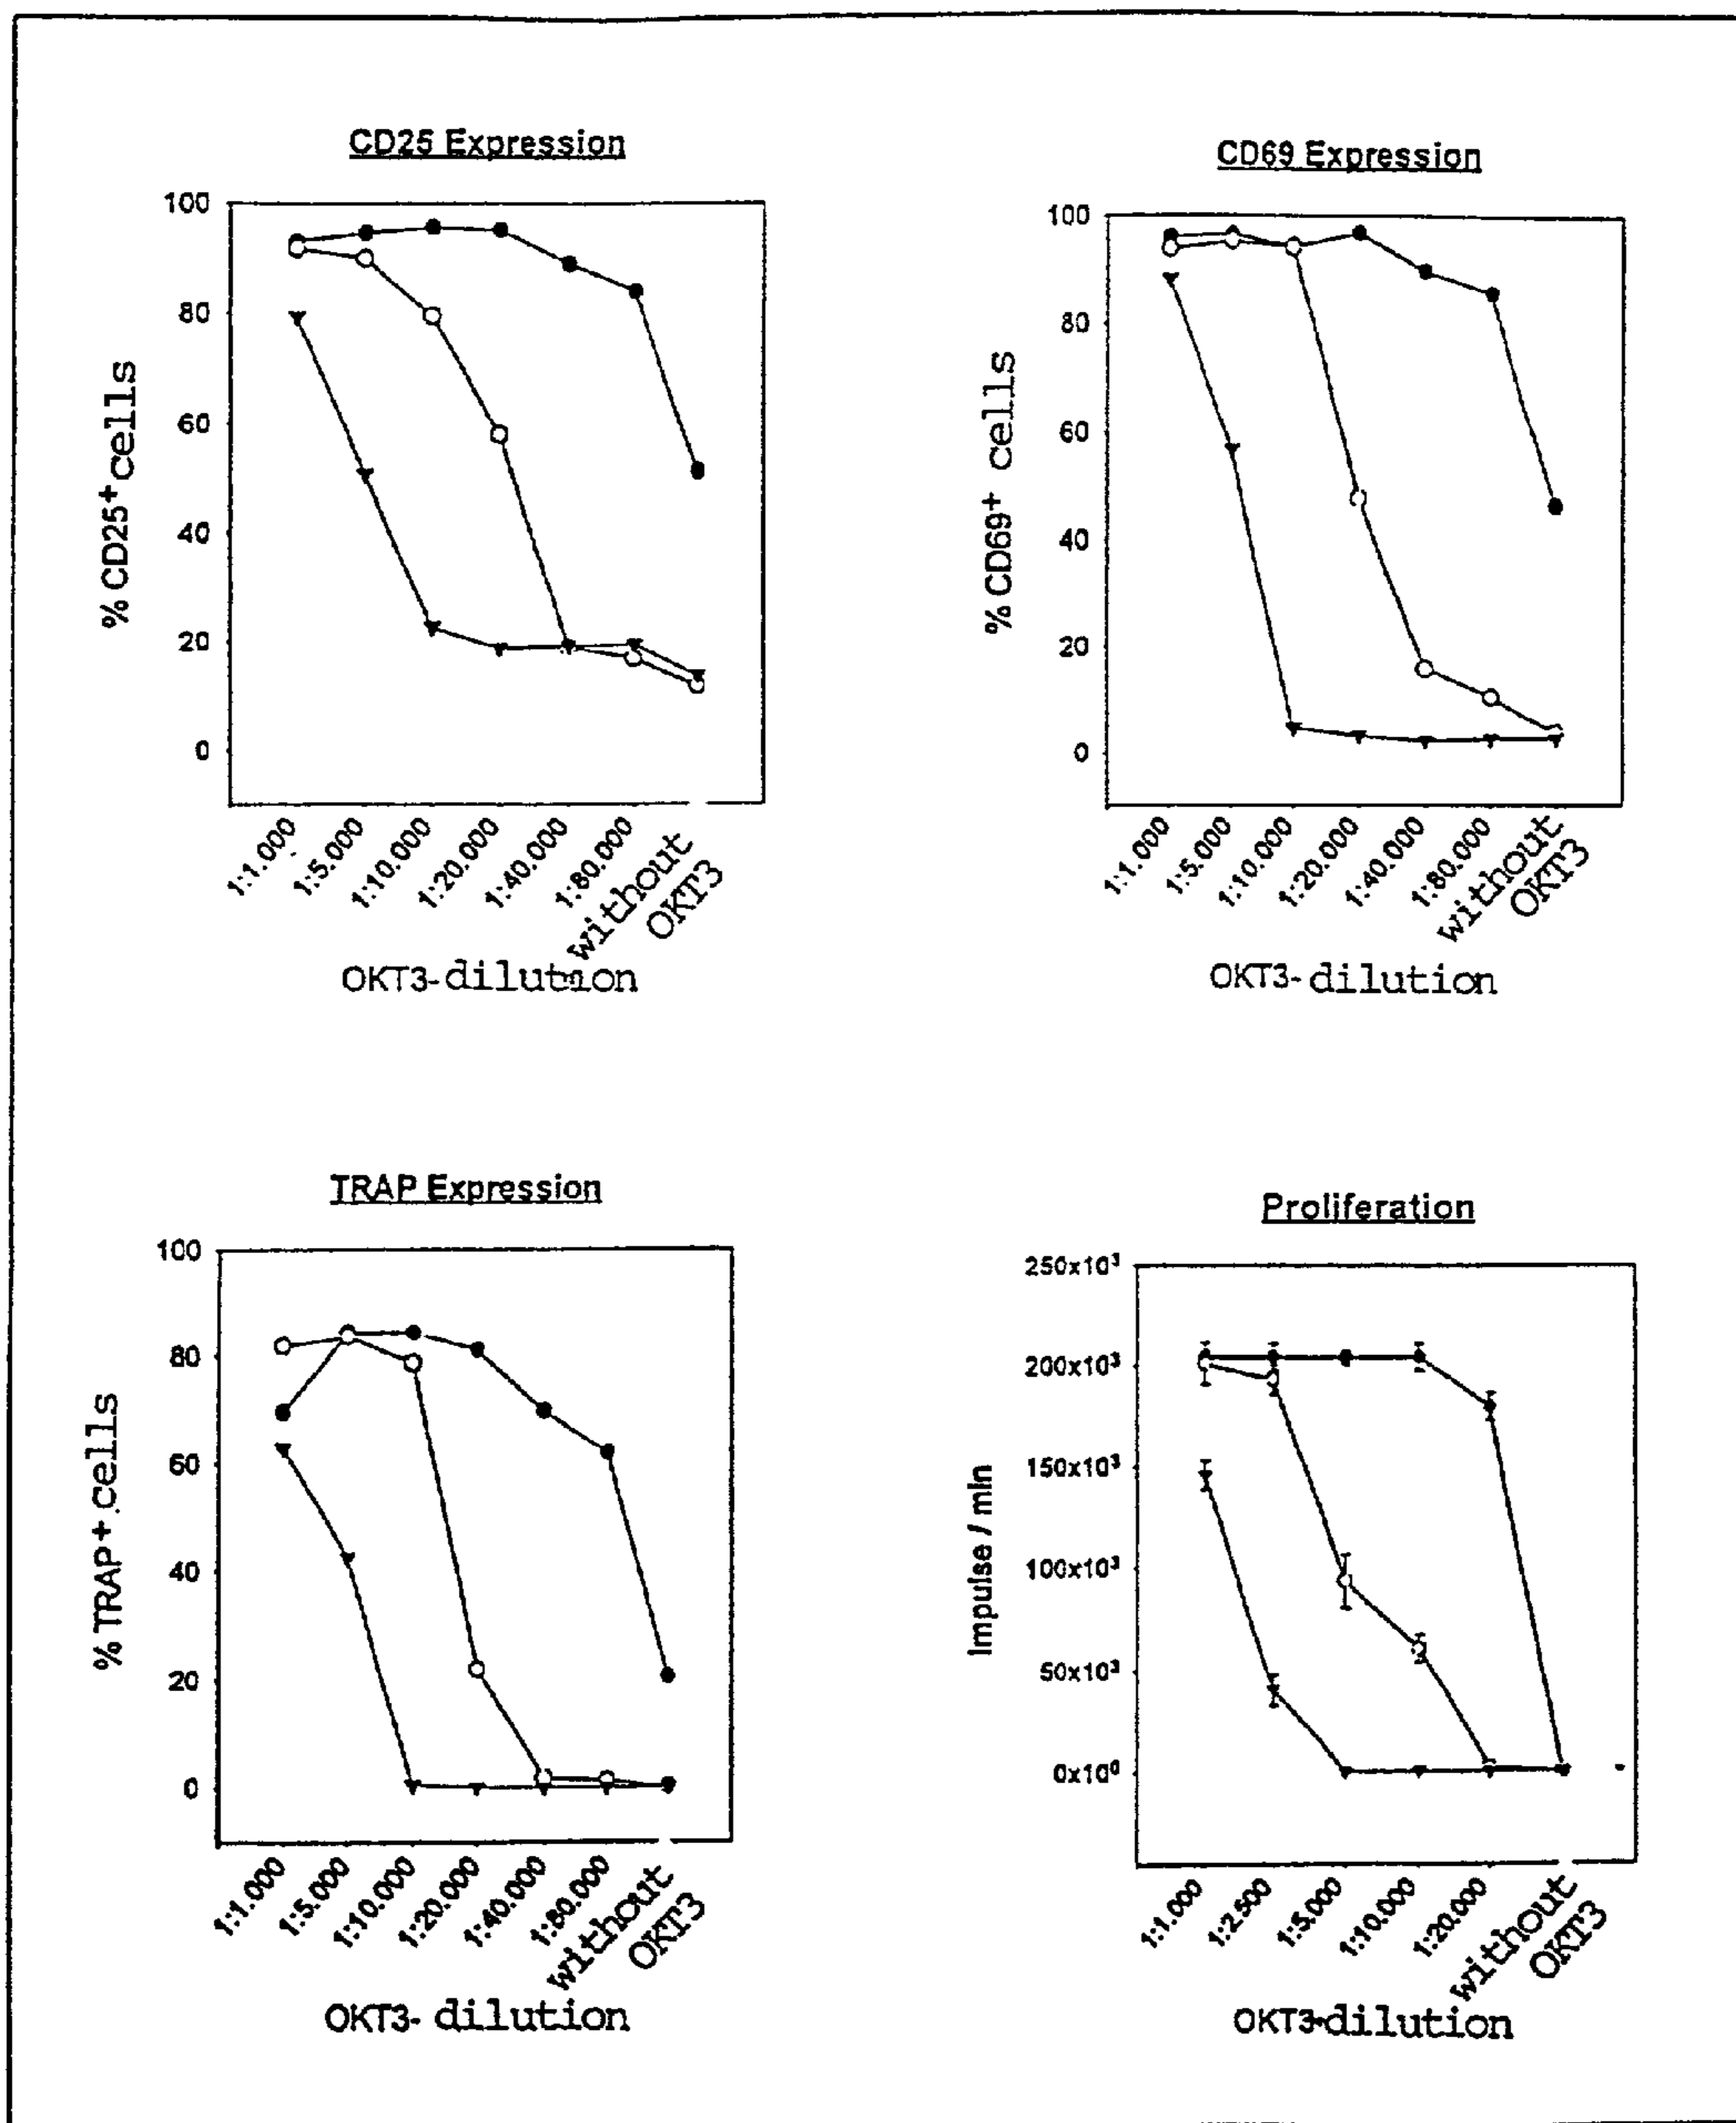 CD25 Expression
100
80
60
40
20
0
% CD25+ cells
1:1.000
1:5.000
1:10.000
1:20.000
1:40.000
1:80.000
without
OKT3
OKT3-dilution
CD69 Expression
100
80
60
40
20
0
% CD69+ cells
1:1.000
1:5.000
1:10.000
1:20.000
1:40.000
1:80.000
without
OKT3
OKT3-dilution
TRAP Expression
100
80
60
40
20
0
% TRAP+ cells
1:1.000
1:5.000
1:10.000
1:20.000
1:40.000
1:80.000
without
OKT3
OKT3- dilution
Proliferation
250x10³
200x10³
150x10³
100x10³
50x10³
0x10⁰
Impulse / min
1:1.000
1:2.500
1:5.000
1:10.000
1:20.000
without
OKT3
OKT3-dilution